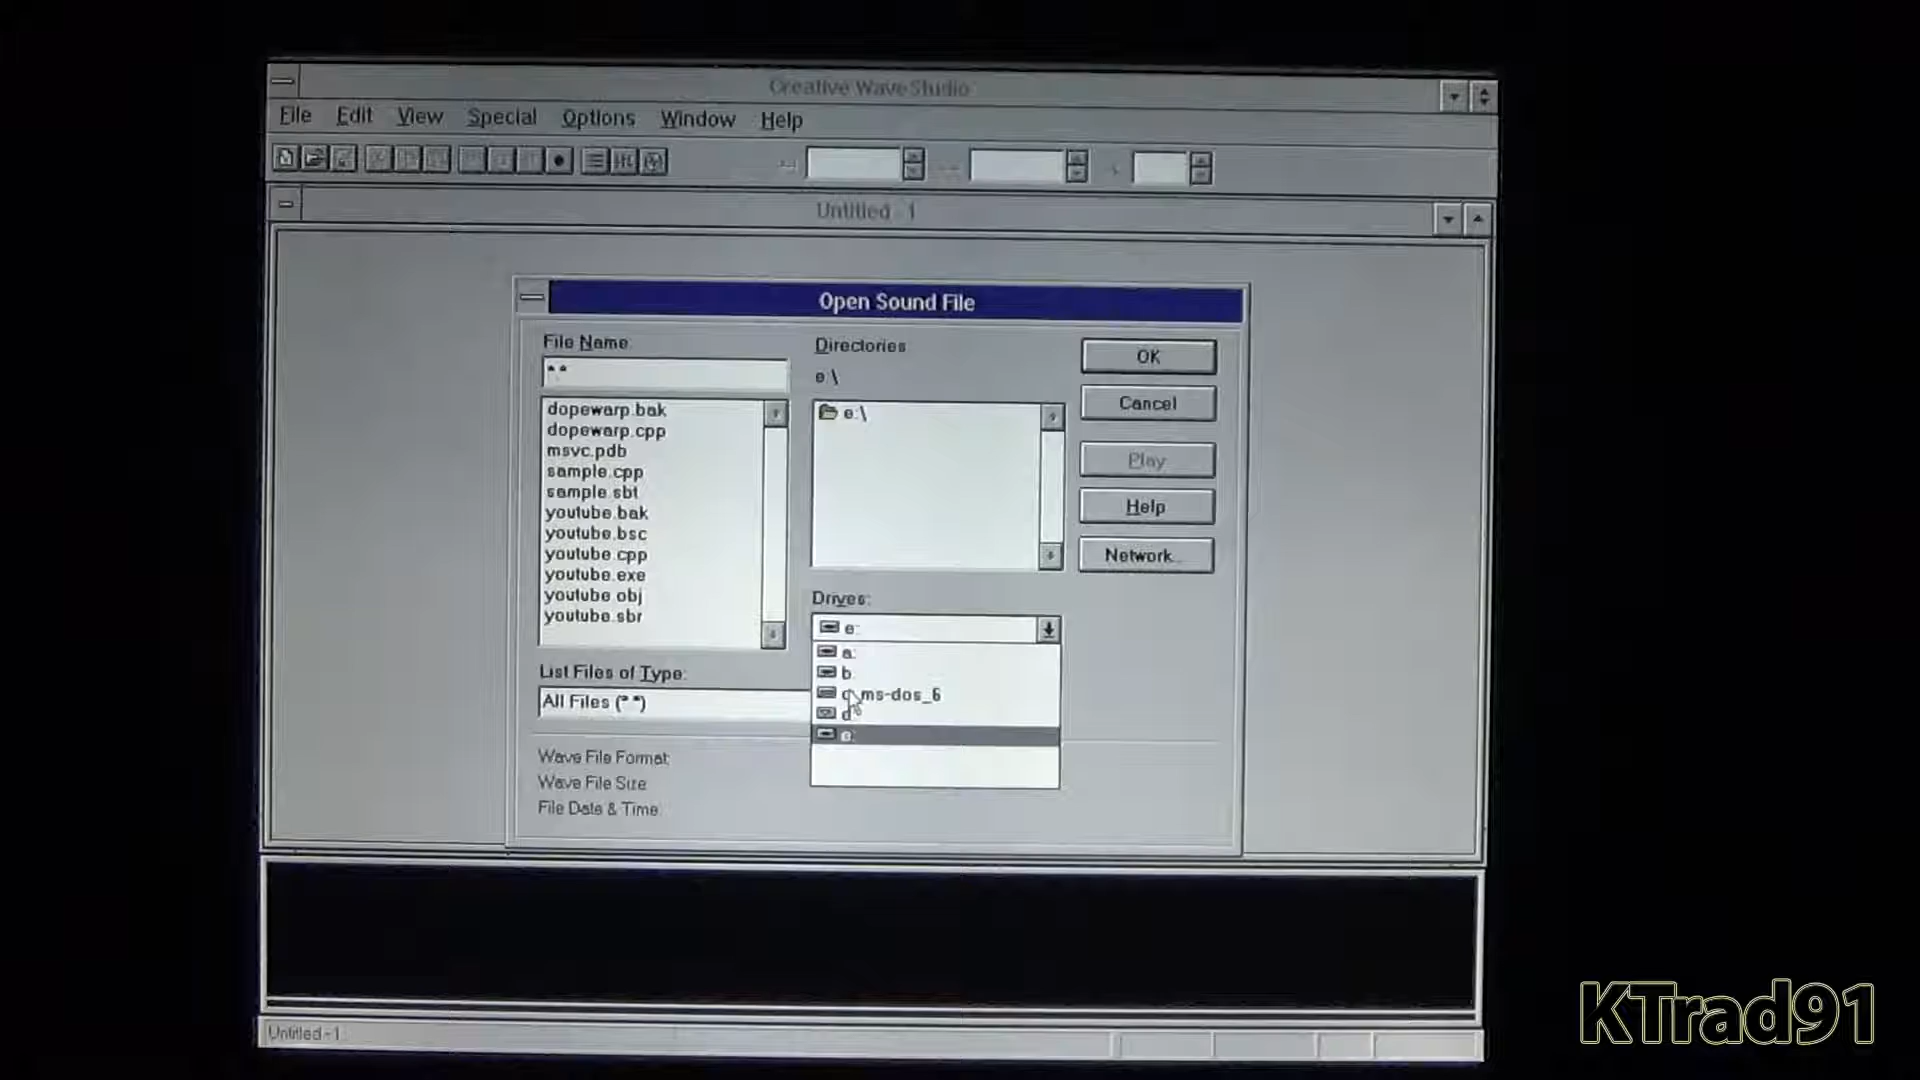 Creative WaveStudio
File Edit View Special Options Window Help
Untitled - 1
Open Sound File
File Name:
*.*
dopewarp.bak
dopewarp.cpp
msvc.pdb
sample.cpp
sample.sbt
youtube.bak
youtube.bsc
youtube.cpp
youtube.exe
youtube.obj
youtube.sbr
List Files of Type:
All Files (*.*)
Wave File Format:
Wave File Size:
File Date & Time:
Directories
e:\
e:\
Drives:
e:
a:
b:
c: ms-dos_6
d:
e:
OK
Cancel
Play
Help
Network...
Untitled - 1
KTrad91